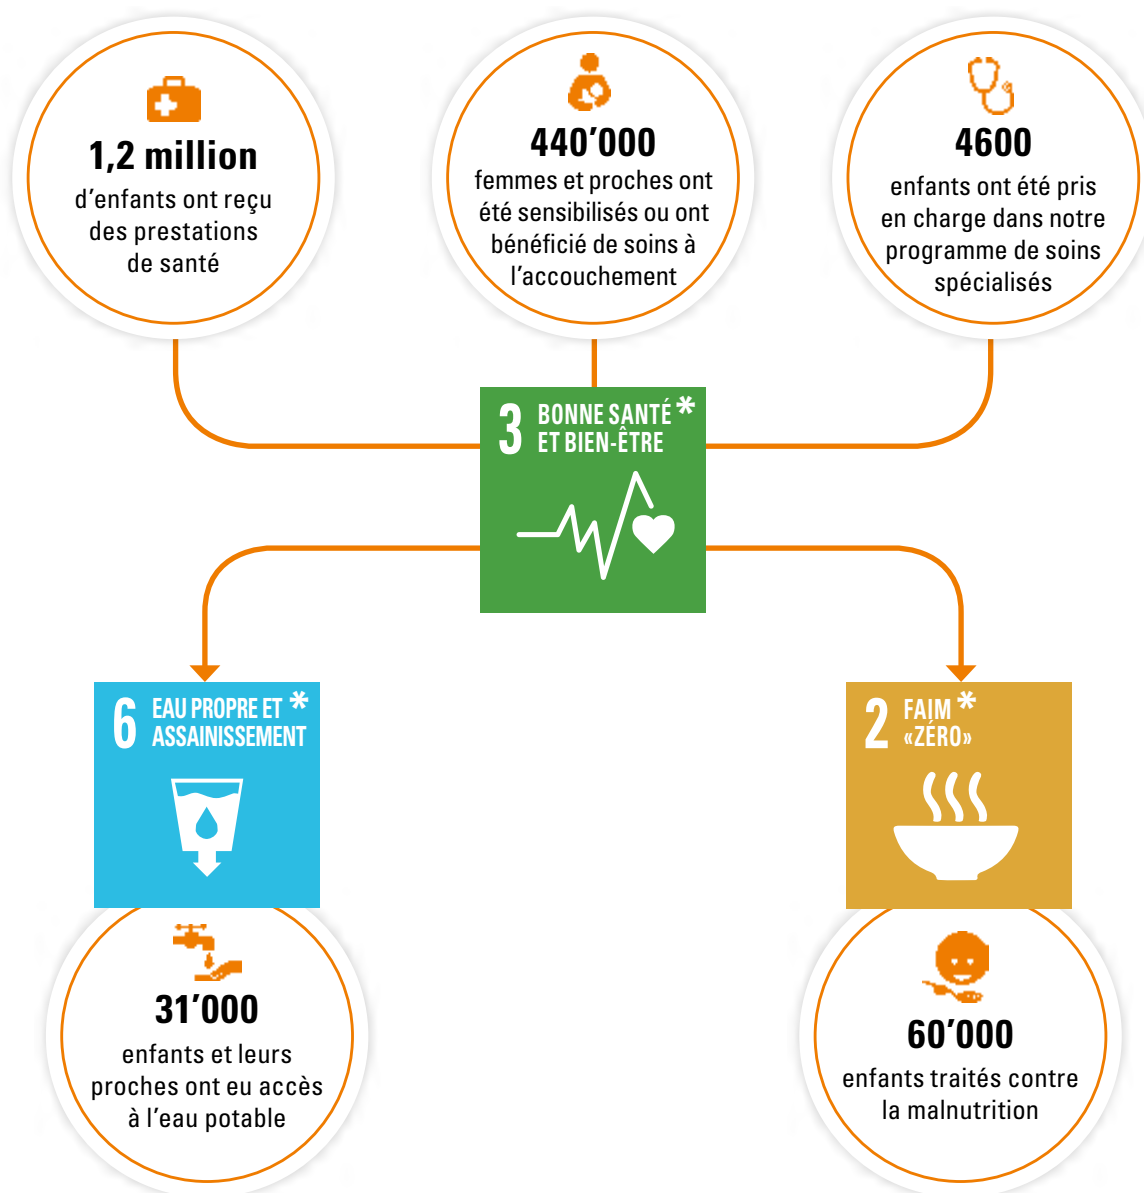 1,2 million
d'enfants ont reçu
des prestations
de santé
440'000
femmes et proches ont
été sensibilisés ou ont
bénéficié de soins à
l'accouchement
4600
enfants ont été pris
en charge dans notre
programme de soins
spécialisés
3 BONNE SANTÉ *
ET BIEN-ÊTRE
6 EAU PROPRE ET *
ASSAINISSEMENT
2 FAIM *
«ZÉRO»
31'000
enfants et leurs
proches ont eu accès
à l'eau potable
60'000
enfants traités contre
la malnutrition